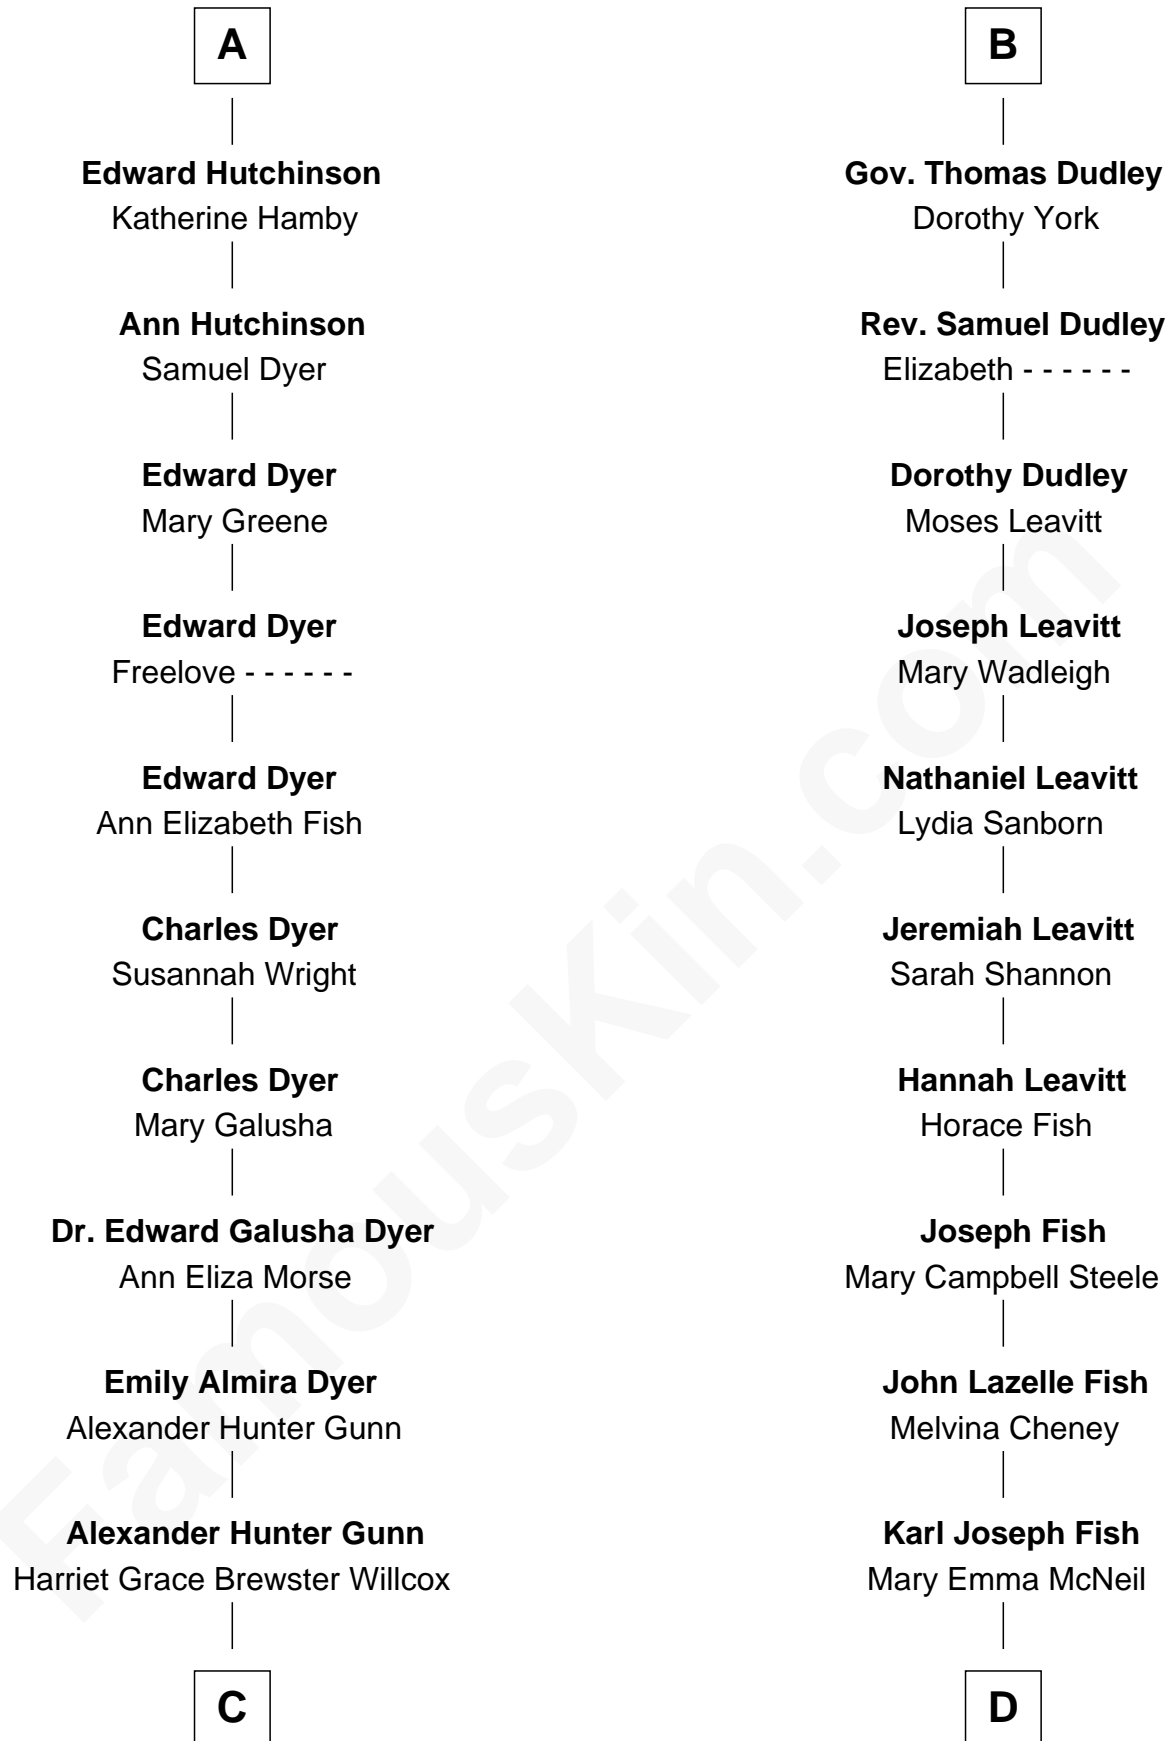 A
Edward Hutchinson
Katherine Hamby
Ann Hutchinson
Samuel Dyer
Edward Dyer
Mary Greene
Edward Dyer
Freelove - - - - - -
Edward Dyer
Ann Elizabeth Fish
Charles Dyer
Susannah Wright
Charles Dyer
Mary Galusha
Dr. Edward Galusha Dyer
Ann Eliza Morse
Emily Almira Dyer
Alexander Hunter Gunn
Alexander Hunter Gunn
Harriet Grace Brewster Willcox
C
B
Gov. Thomas Dudley
Dorothy York
Rev. Samuel Dudley
Elizabeth - - - - - -
Dorothy Dudley
Moses Leavitt
Joseph Leavitt
Mary Wadleigh
Nathaniel Leavitt
Lydia Sanborn
Jeremiah Leavitt
Sarah Shannon
Hannah Leavitt
Horace Fish
Joseph Fish
Mary Campbell Steele
John Lazelle Fish
Melvina Cheney
Karl Joseph Fish
Mary Emma McNeil
D
FamousKin.com